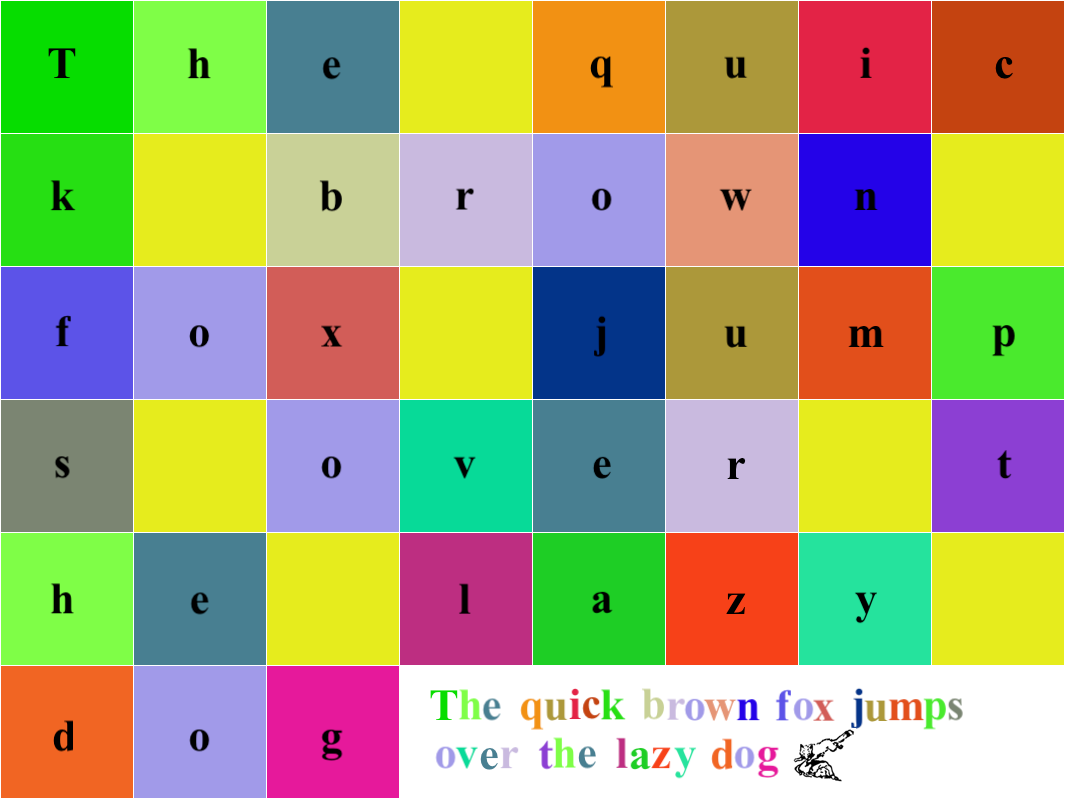 T h e q u i c
k b r o w n
f o x j u m p
s o v e r t
h e l a z y
d o g
The quick brown fox jumps
over the lazy dog